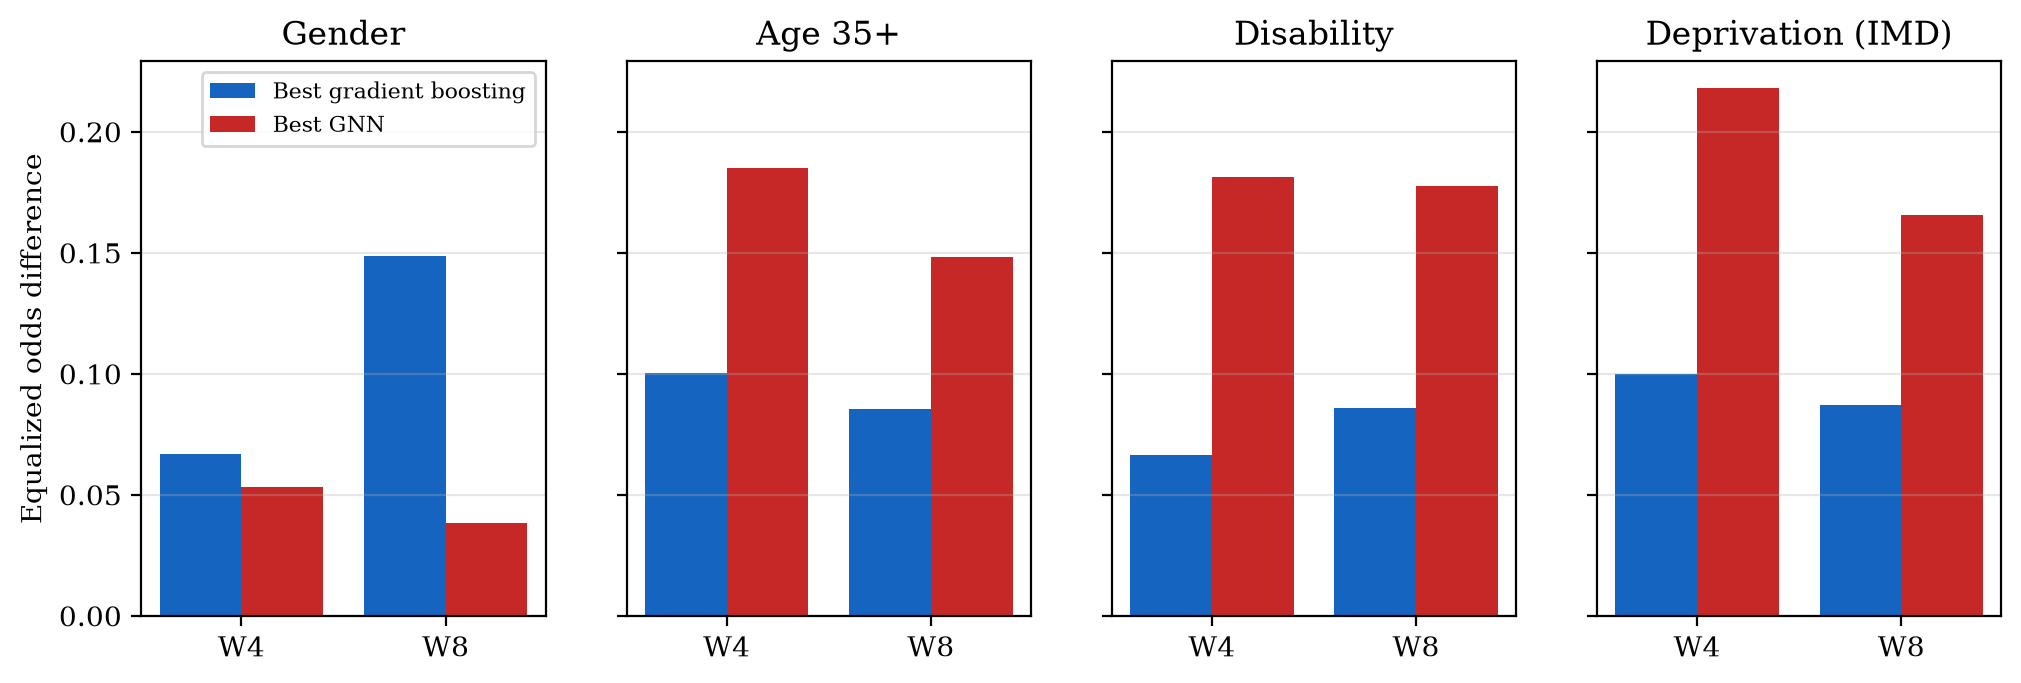 Gender
Age 35+
Disability
Deprivation (IMD)
Best gradient boosting
Best GNN
Equalized odds difference
0.20
0.15
0.10
0.05
0.00
W4 W8
W4 W8
W4 W8
W4 W8